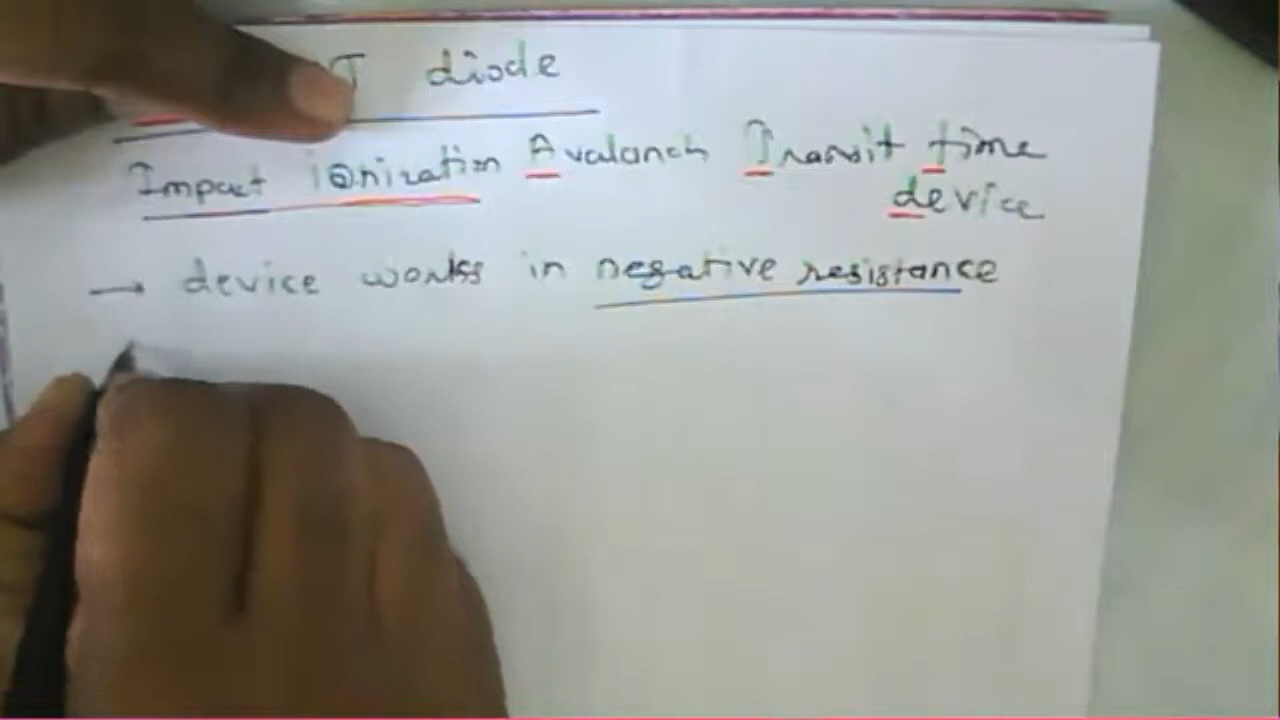 diode
Impact ionization Avalanch Transit time
device
→ device works in negative resistance